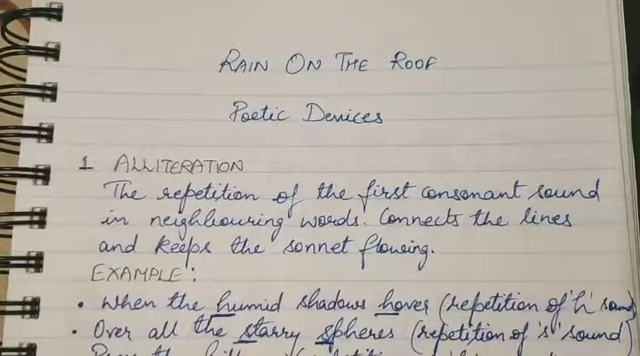 RAIN ON THE ROOF
Poetic Devices
1 ALLITERATION
The repetition of the first consonant sound
in neighbouring words. Connects the lines
and keeps the sonnet flowing.
EXAMPLE:
• When the humid shadows hover (repetition of 'h' sound
• Over all the starry spheres (repetition of 's' sound)